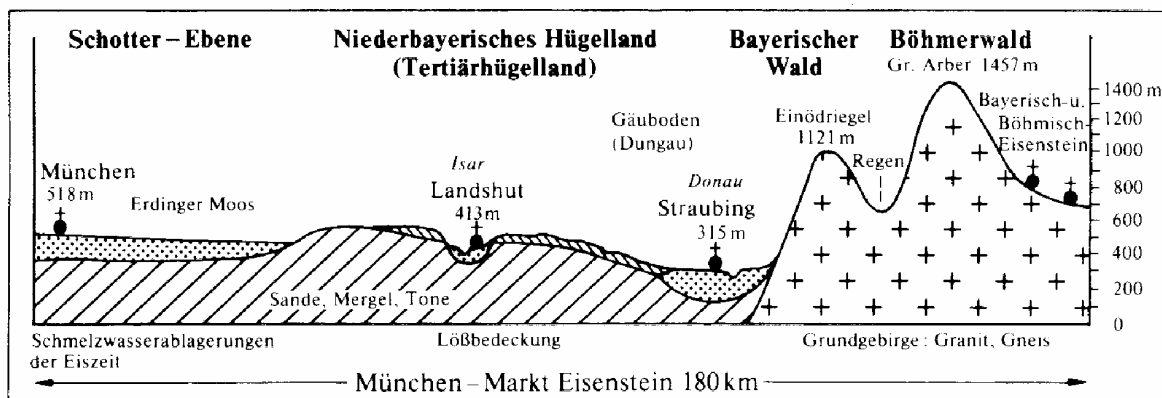 Schotter – Ebene
Niederbayerisches Hügelland
(Tertiärhügelland)
Bayerischer
Wald
Böhmerwald
Gr. Arber 1457 m
München
518 m
Erdinger Moos
Isar
Landshut
413 m
Gäuboden
(Dungau)
Donau
Straubing
315 m
Einödriegel
1121 m
Regen
Bayerisch- u.
Böhmisch-
Eisenstein
1400 m
1200
1000
800
600
400
200
0
Sande, Mergel, Tone
Schmelzwasserablagerungen
der Eiszeit
Lößbedeckung
Grundgebirge : Granit, Gneis
München – Markt Eisenstein 180 km